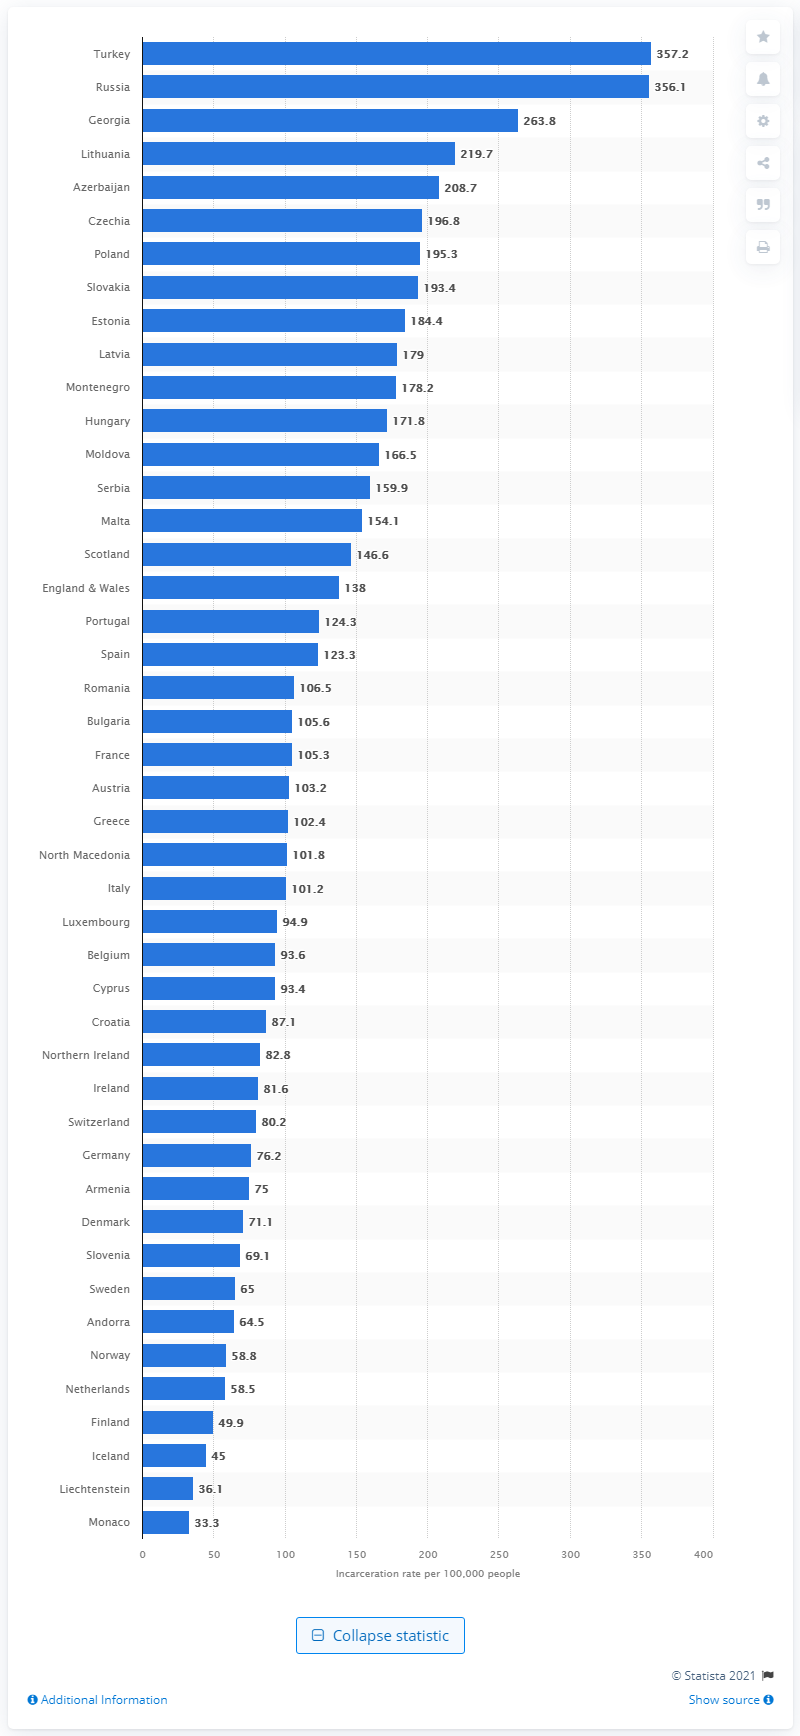 Turkey 357.2
Russia 356.1
Georgia 263.8
Lithuania 219.7
Azerbaijan 208.7
Czechia 196.8
Poland 195.3
Slovakia 193.4
Estonia 184.4
Latvia 179
Montenegro 178.2
Hungary 171.8
Moldova 166.5
Serbia 159.9
Malta 154.1
Scotland 146.6
England & Wales 138
Portugal 124.3
Spain 123.3
Romania 106.5
Bulgaria 105.6
France 105.3
Austria 103.2
Greece 102.4
North Macedonia 101.8
Italy 101.2
Luxembourg 94.9
Belgium 93.6
Cyprus 93.4
Croatia 87.1
Northern Ireland 82.8
Ireland 81.6
Switzerland 80.2
Germany 76.2
Armenia 75
Denmark 71.1
Slovenia 69.1
Sweden 65
Andorra 64.5
Norway 58.8
Netherlands 58.5
Finland 49.9
Iceland 45
Liechtenstein 36.1
Monaco 33.3
0 50 100 150 200 250 300 350 400
Incarceration rate per 100,000 people
Collapse statistic
© Statista 2021
Additional Information Show source